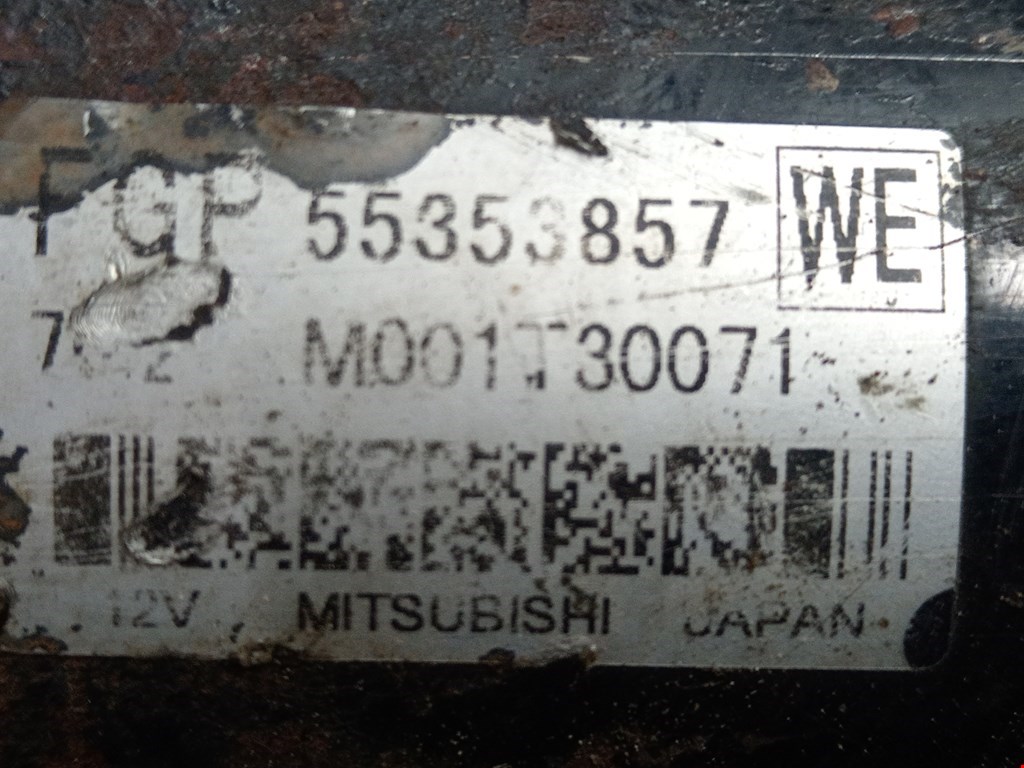 FGP 55353857 WE
M001T30071
12V MITSUBISHI JAPAN